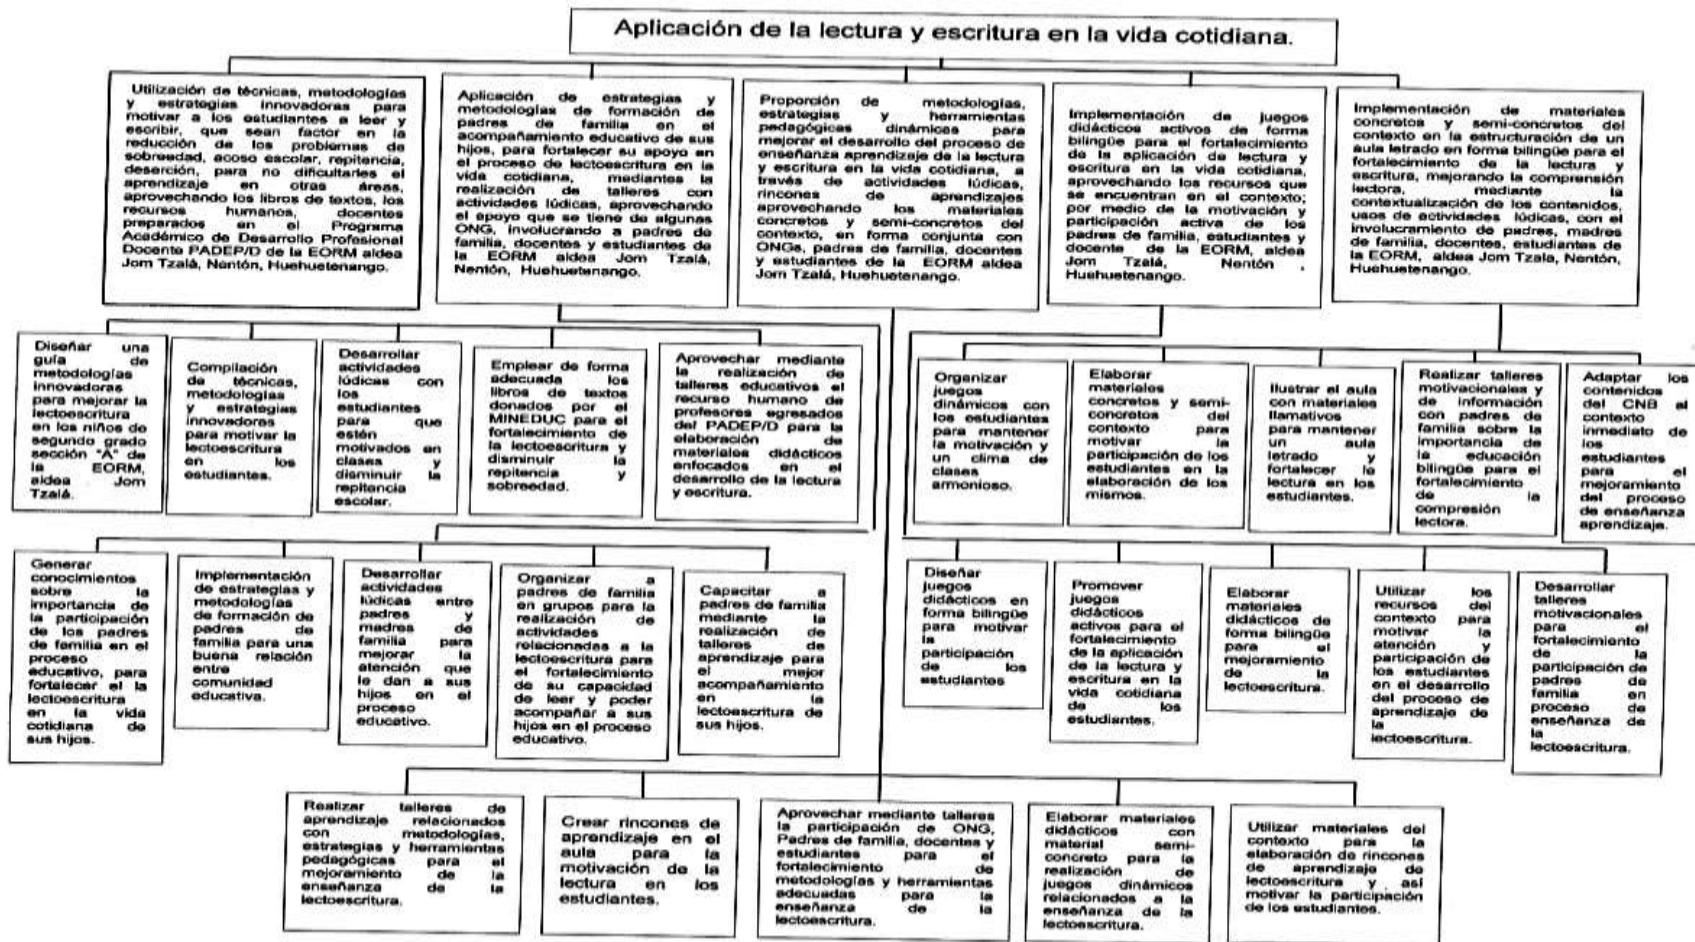 Aplicación de la lectura y escritura en la vida cotidiana.
Utilización de técnicas, metodologías
y estrategias innovadoras para
motivar a los estudiantes a leer y
escribir, que sean factor en la
reducción de los problemas de
sobreedad, acoso escolar, repitencia,
deserción, para no dificultarles el
aprendizaje en otras áreas,
aprovechando los libros de textos, los
recursos humanos, docentes
preparados en el Programa
Académico de Desarrollo Profesional
Docente PADEP/D de la EORM aldea
Jom Tzalá, Nentón, Huehuetenango.
Aplicación de estrategias y
metodologías de formación de
padres de familia en el
acompañamiento educativo de sus
hijos, para fortalecer su apoyo en
el proceso de lectoescritura en la
vida cotidiana, mediantes la
realización de talleres con
actividades lúdicas, aprovechando
el apoyo que se tiene de algunas
ONG, involucrando a padres de
familia, docentes y estudiantes de
la EORM aldea Jom Tzalá,
Nentón, Huehuetenango.
Proporción de metodologías,
estrategias y herramientas
pedagógicas dinámicas para
mejorar el desarrollo del proceso de
enseñanza aprendizaje de la lectura
y escritura en la vida cotidiana, a
través de actividades lúdicas,
rincones de aprendizajes
aprovechando los materiales
concretos y semi-concretos del
contexto, en forma conjunta con
ONGs, padres de familia, docentes
y estudiantes de la EORM aldea
Jom Tzalá, Huehuetenango.
Implementación de juegos
didácticos activos de forma
bilingüe para el fortalecimiento
de la aplicación de lectura y
escritura en la vida cotidiana,
aprovechando los recursos que
se encuentran en el contexto;
por medio de la motivación y
participación activa de los
padres de familia, estudiantes y
docente de la EORM, aldea
Jom Tzalá, Nentón ,
Huehuetenango.
Implementación de materiales
concretos y semi-concretos del
contexto en la estructuración de un
aula letrado en forma bilingüe para el
fortalecimiento de la lectura y
escritura, mejorando la comprensión
lectora, mediante la
contextualización de los contenidos,
usos de actividades lúdicas, con el
involucramiento de padres, madres
de familia, docentes, estudiantes de
la EORM, aldea Jom Tzala, Nentón,
Huehuetenango.
Diseñar una
guía de
metodologías
innovadoras
para mejorar la
lectoescritura
en los niños de
segundo grado
sección "A" de
la EORM,
aldea Jom
Tzalá.
Compilación
de técnicas,
metodologías
y estrategias
innovadoras
para motivar la
lectoescritura
en los
estudiantes.
Desarrollar
actividades
lúdicas con
los
estudiantes
para que
estén
motivados en
clases y
disminuir la
repitencia
escolar.
Emplear de forma
adecuada los
libros de textos
donados por el
MINEDUC para el
fortalecimiento de
la lectoescritura y
disminuir la
repitencia y
sobreedad.
Aprovechar mediante
la realización de
talleres educativos el
recurso humano de
profesores egresados
del PADEP/D para la
elaboración de
materiales didácticos
enfocados en el
desarrollo de la lectura
y escritura.
Organizar
juegos
dinámicos con
los estudiantes
para mantener
la motivación y
un clima de
clases
armonioso.
Elaborar
materiales
concretos y semi-
concretos del
contexto para
motivar la
participación de los
estudiantes en la
elaboración de los
mismos.
Ilustrar el aula
con materiales
llamativos
para mantener
un aula
letrado y
fortalecer la
lectura en los
estudiantes.
Realizar talleres
motivacionales y
de información
con padres de
familia sobre la
importancia de
la educación
bilingüe para el
fortalecimiento
de la
compresión
lectora.
Adaptar los
contenidos
del CNB al
contexto
inmediato de
los
estudiantes
para el
mejoramiento
del proceso
de enseñanza
aprendizaje.
Generar
conocimientos
sobre la
importancia de
la participación
de los padres
de familia en el
proceso
educativo, para
fortalecer el la
lectoescritura
en la vida
cotidiana de
sus hijos.
Implementación
de estrategias y
metodologías
de formación de
padres de
familia para una
buena relación
entre
comunidad
educativa.
Desarrollar
actividades
lúdicas entre
padres y
madres de
familia para
mejorar la
atención que
le dan a sus
hijos en el
proceso
educativo.
Organizar a
padres de familia
en grupos para la
realización de
actividades
relacionadas a la
lectoescritura para
el fortalecimiento
de su capacidad
de leer y poder
acompañar a sus
hijos en el proceso
educativo.
Capacitar a
padres de familia
mediante la
realización de
talleres de
aprendizaje para
el mejor
acompañamiento
en la
lectoescritura de
sus hijos.
Diseñar
juegos
didácticos en
forma bilingüe
para motivar
la
participación
de los
estudiantes
Promover
juegos
didácticos
activos para el
fortalecimiento
de la aplicación
de la lectura y
escritura en la
vida cotidiana
de los
estudiantes.
Elaborar
materiales
didácticos de
forma bilingüe
para el
mejoramiento
de la
lectoescritura.
Utilizar los
recursos del
contexto para
motivar la
atención y
participación de
los estudiantes
en el desarrollo
del proceso de
aprendizaje de
la
lectoescritura.
Desarrollar
talleres
motivacionales
para el
fortalecimiento
de la
participación de
padres de
familia en
proceso de
enseñanza de
la
lectoescritura.
Realizar talleres de
aprendizaje relacionados
con metodologías,
estrategias y herramientas
pedagógicas para el
mejoramiento de la
enseñanza de la
lectoescritura.
Crear rincones de
aprendizaje en el
aula para la
motivación de la
lectura en los
estudiantes.
Aprovechar mediante talleres
la participación de ONG,
Padres de familia, docentes y
estudiantes para el
fortalecimiento de
metodologías y herramientas
adecuadas para la
enseñanza de la
lectoescritura.
Elaborar materiales
didácticos con
material semi-
concreto para la
realización de
juegos dinámicos
relacionados a la
enseñanza de la
lectoescritura.
Utilizar materiales del
contexto para la
elaboración de rincones
de aprendizaje de
lectoescritura y así
motivar la participación
de los estudiantes.